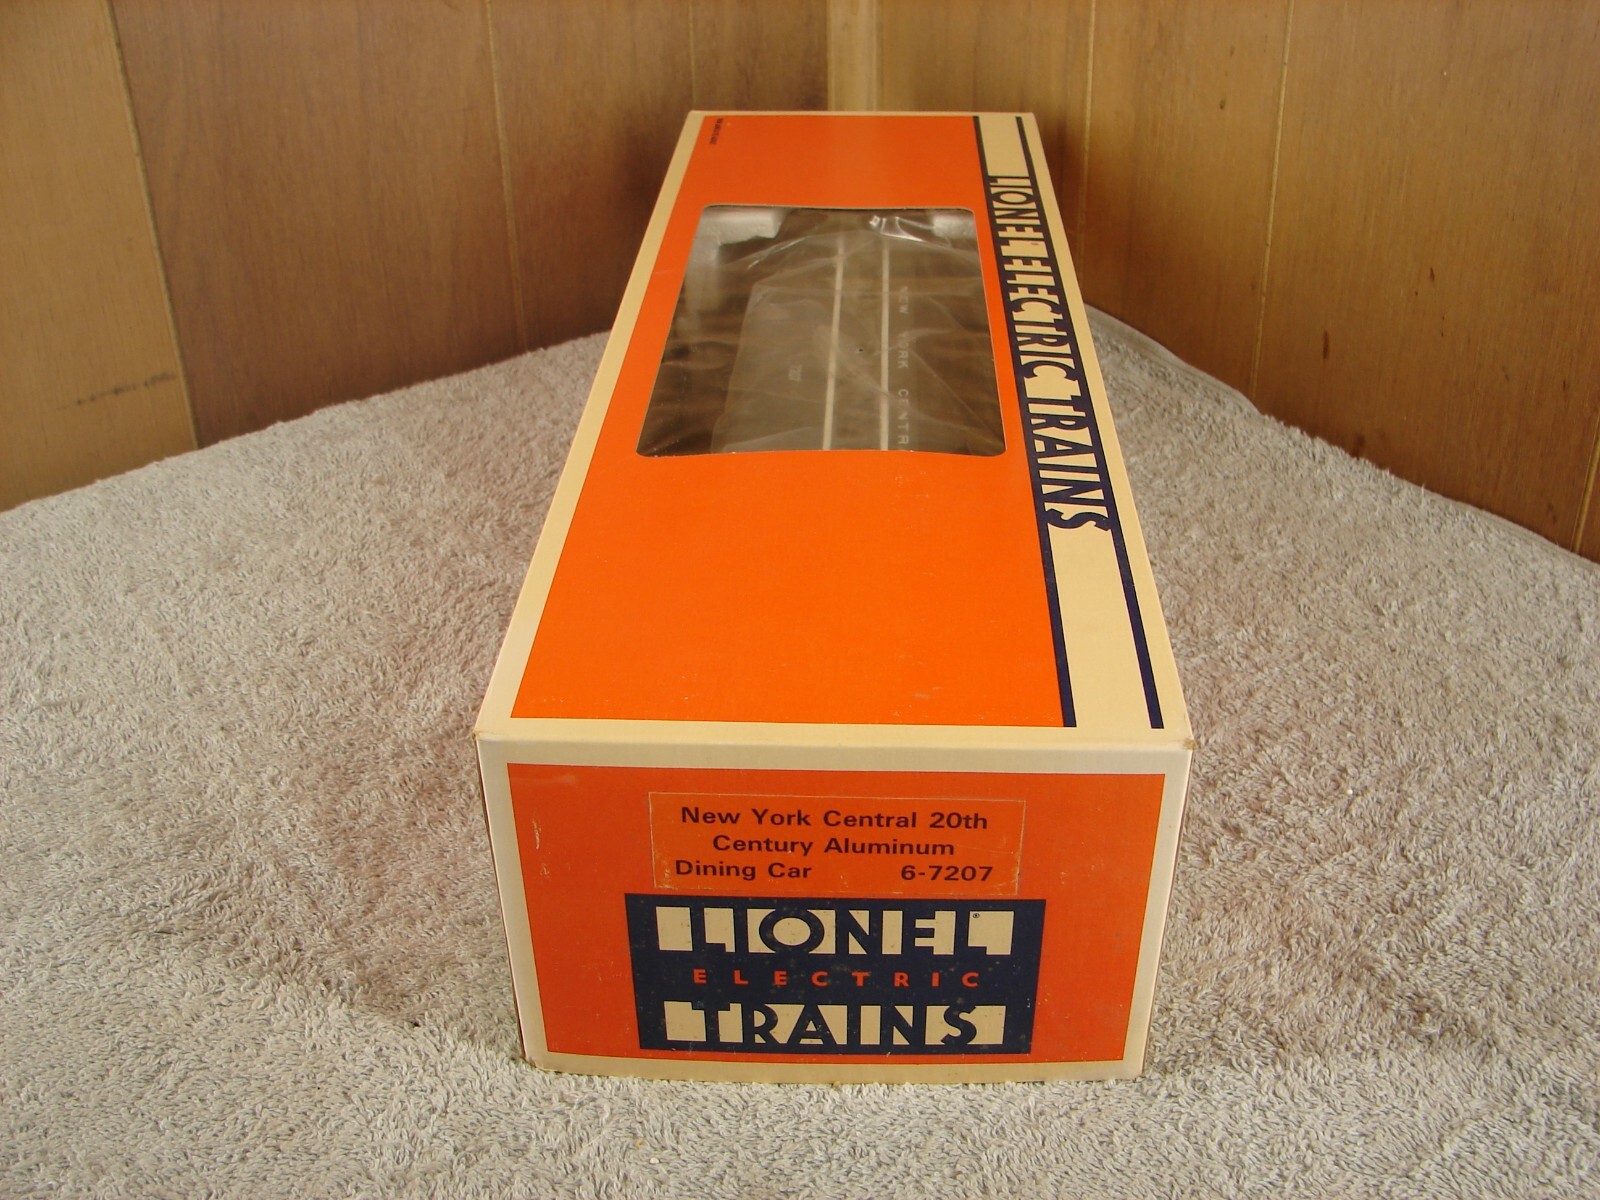 LIONEL ELECTRIC TRAINS
NEW YORK CENTRAL
7207
New York Central 20th
Century Aluminum
Dining Car 6-7207
LIONEL®
ELECTRIC
TRAINS